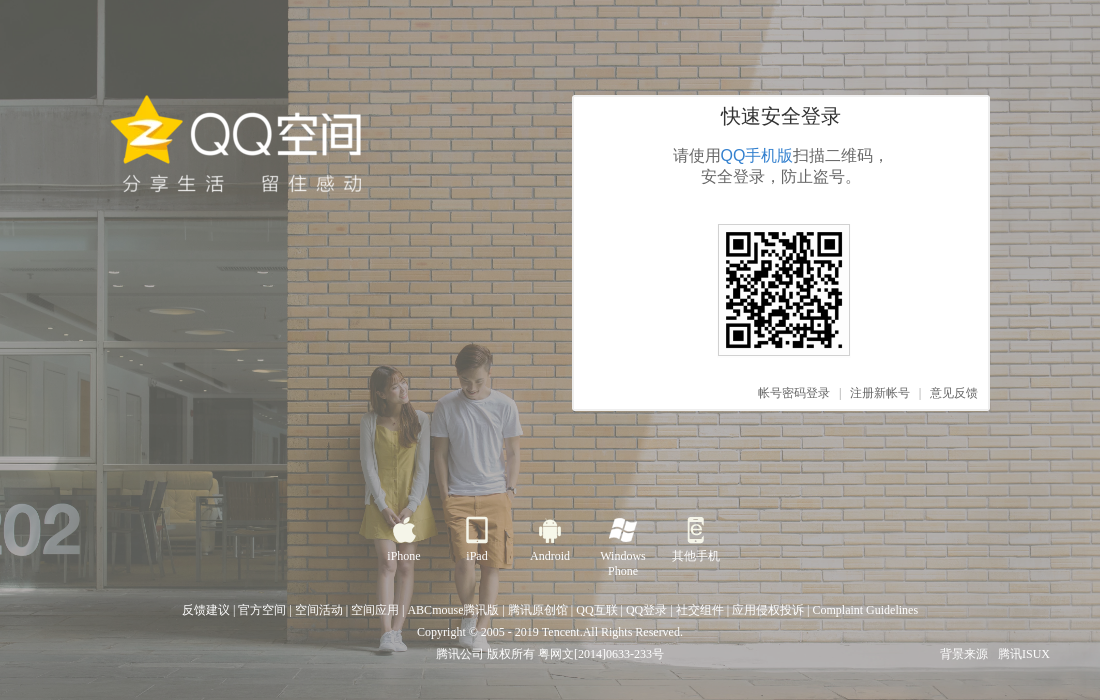 QQ空间
分享生活 留住感动
快速安全登录
请使用QQ手机版扫描二维码，
安全登录，防止盗号。
帐号密码登录 | 注册新帐号 | 意见反馈
202
iPhone
iPad
Android
Windows Phone
其他手机
反馈建议 | 官方空间 | 空间活动 | 空间应用 | ABCmouse腾讯版 | 腾讯原创馆 | QQ互联 | QQ登录 | 社交组件 | 应用侵权投诉 | Complaint Guidelines
Copyright © 2005 - 2019 Tencent.All Rights Reserved.
腾讯公司 版权所有 粤网文[2014]0633-233号
背景来源 腾讯ISUX